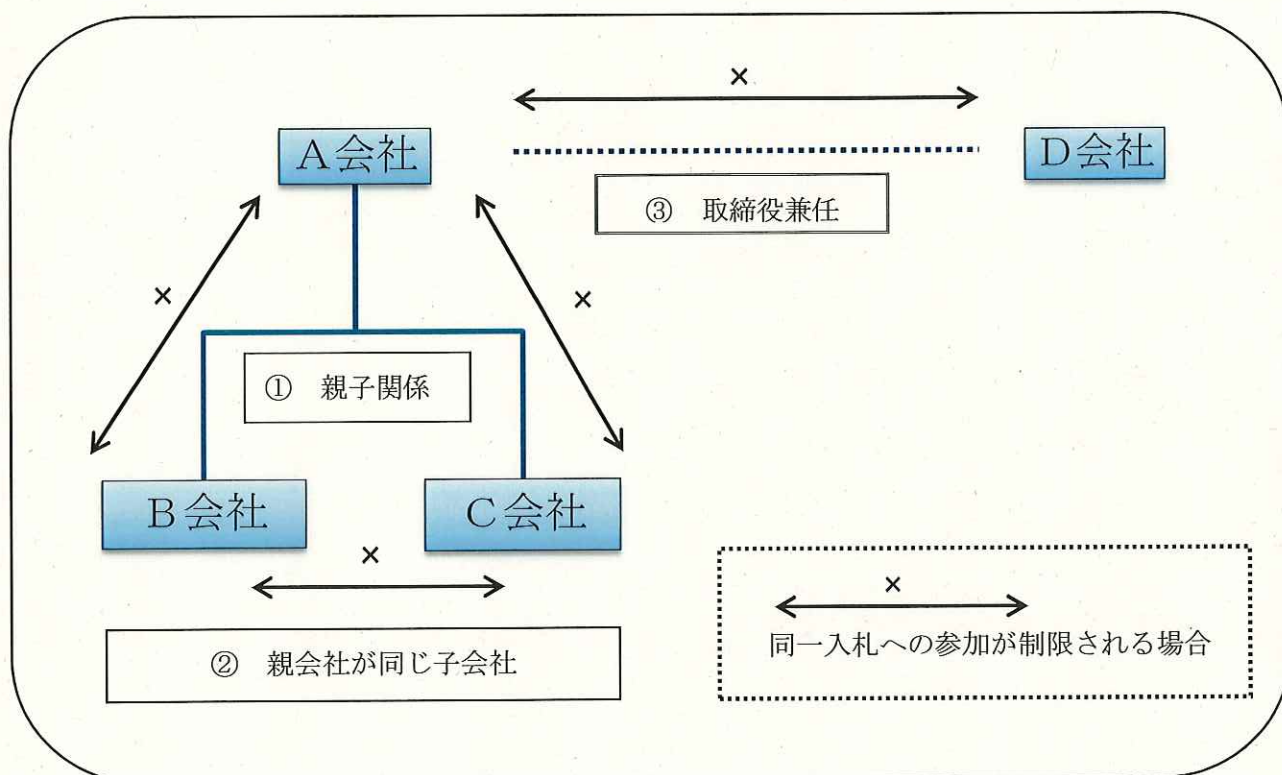 ×
A会社
D会社
③ 取締役兼任
×
×
① 親子関係
B会社
C会社
×
×
② 親会社が同じ子会社
同一入札への参加が制限される場合